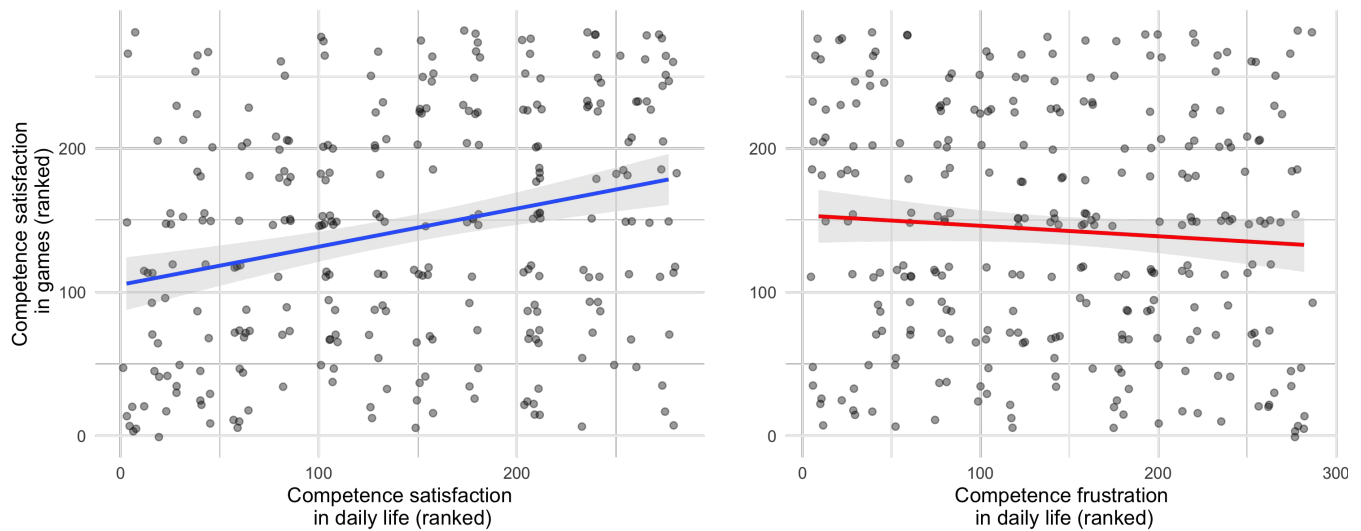 Competence satisfaction
in games (ranked)
200
100
0
0
100
200
Competence satisfaction
in daily life (ranked)
200
100
0
0
100
200
300
Competence frustration
in daily life (ranked)